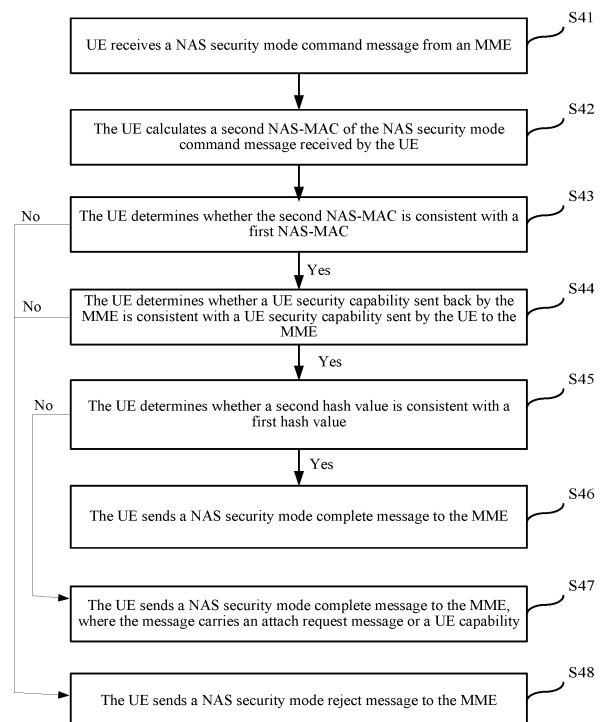 S41
UE receives a NAS security mode command message from an MME
S42
The UE calculates a second NAS-MAC of the NAS security mode
command message received by the UE
S43
The UE determines whether the second NAS-MAC is consistent with a
first NAS-MAC
No
Yes
S44
The UE determines whether a UE security capability sent back by the
MME is consistent with a UE security capability sent by the UE to the
MME
No
Yes
S45
The UE determines whether a second hash value is consistent with a
first hash value
No
Yes
S46
The UE sends a NAS security mode complete message to the MME
S47
The UE sends a NAS security mode complete message to the MME,
where the message carries an attach request message or a UE capability
S48
The UE sends a NAS security mode reject message to the MME